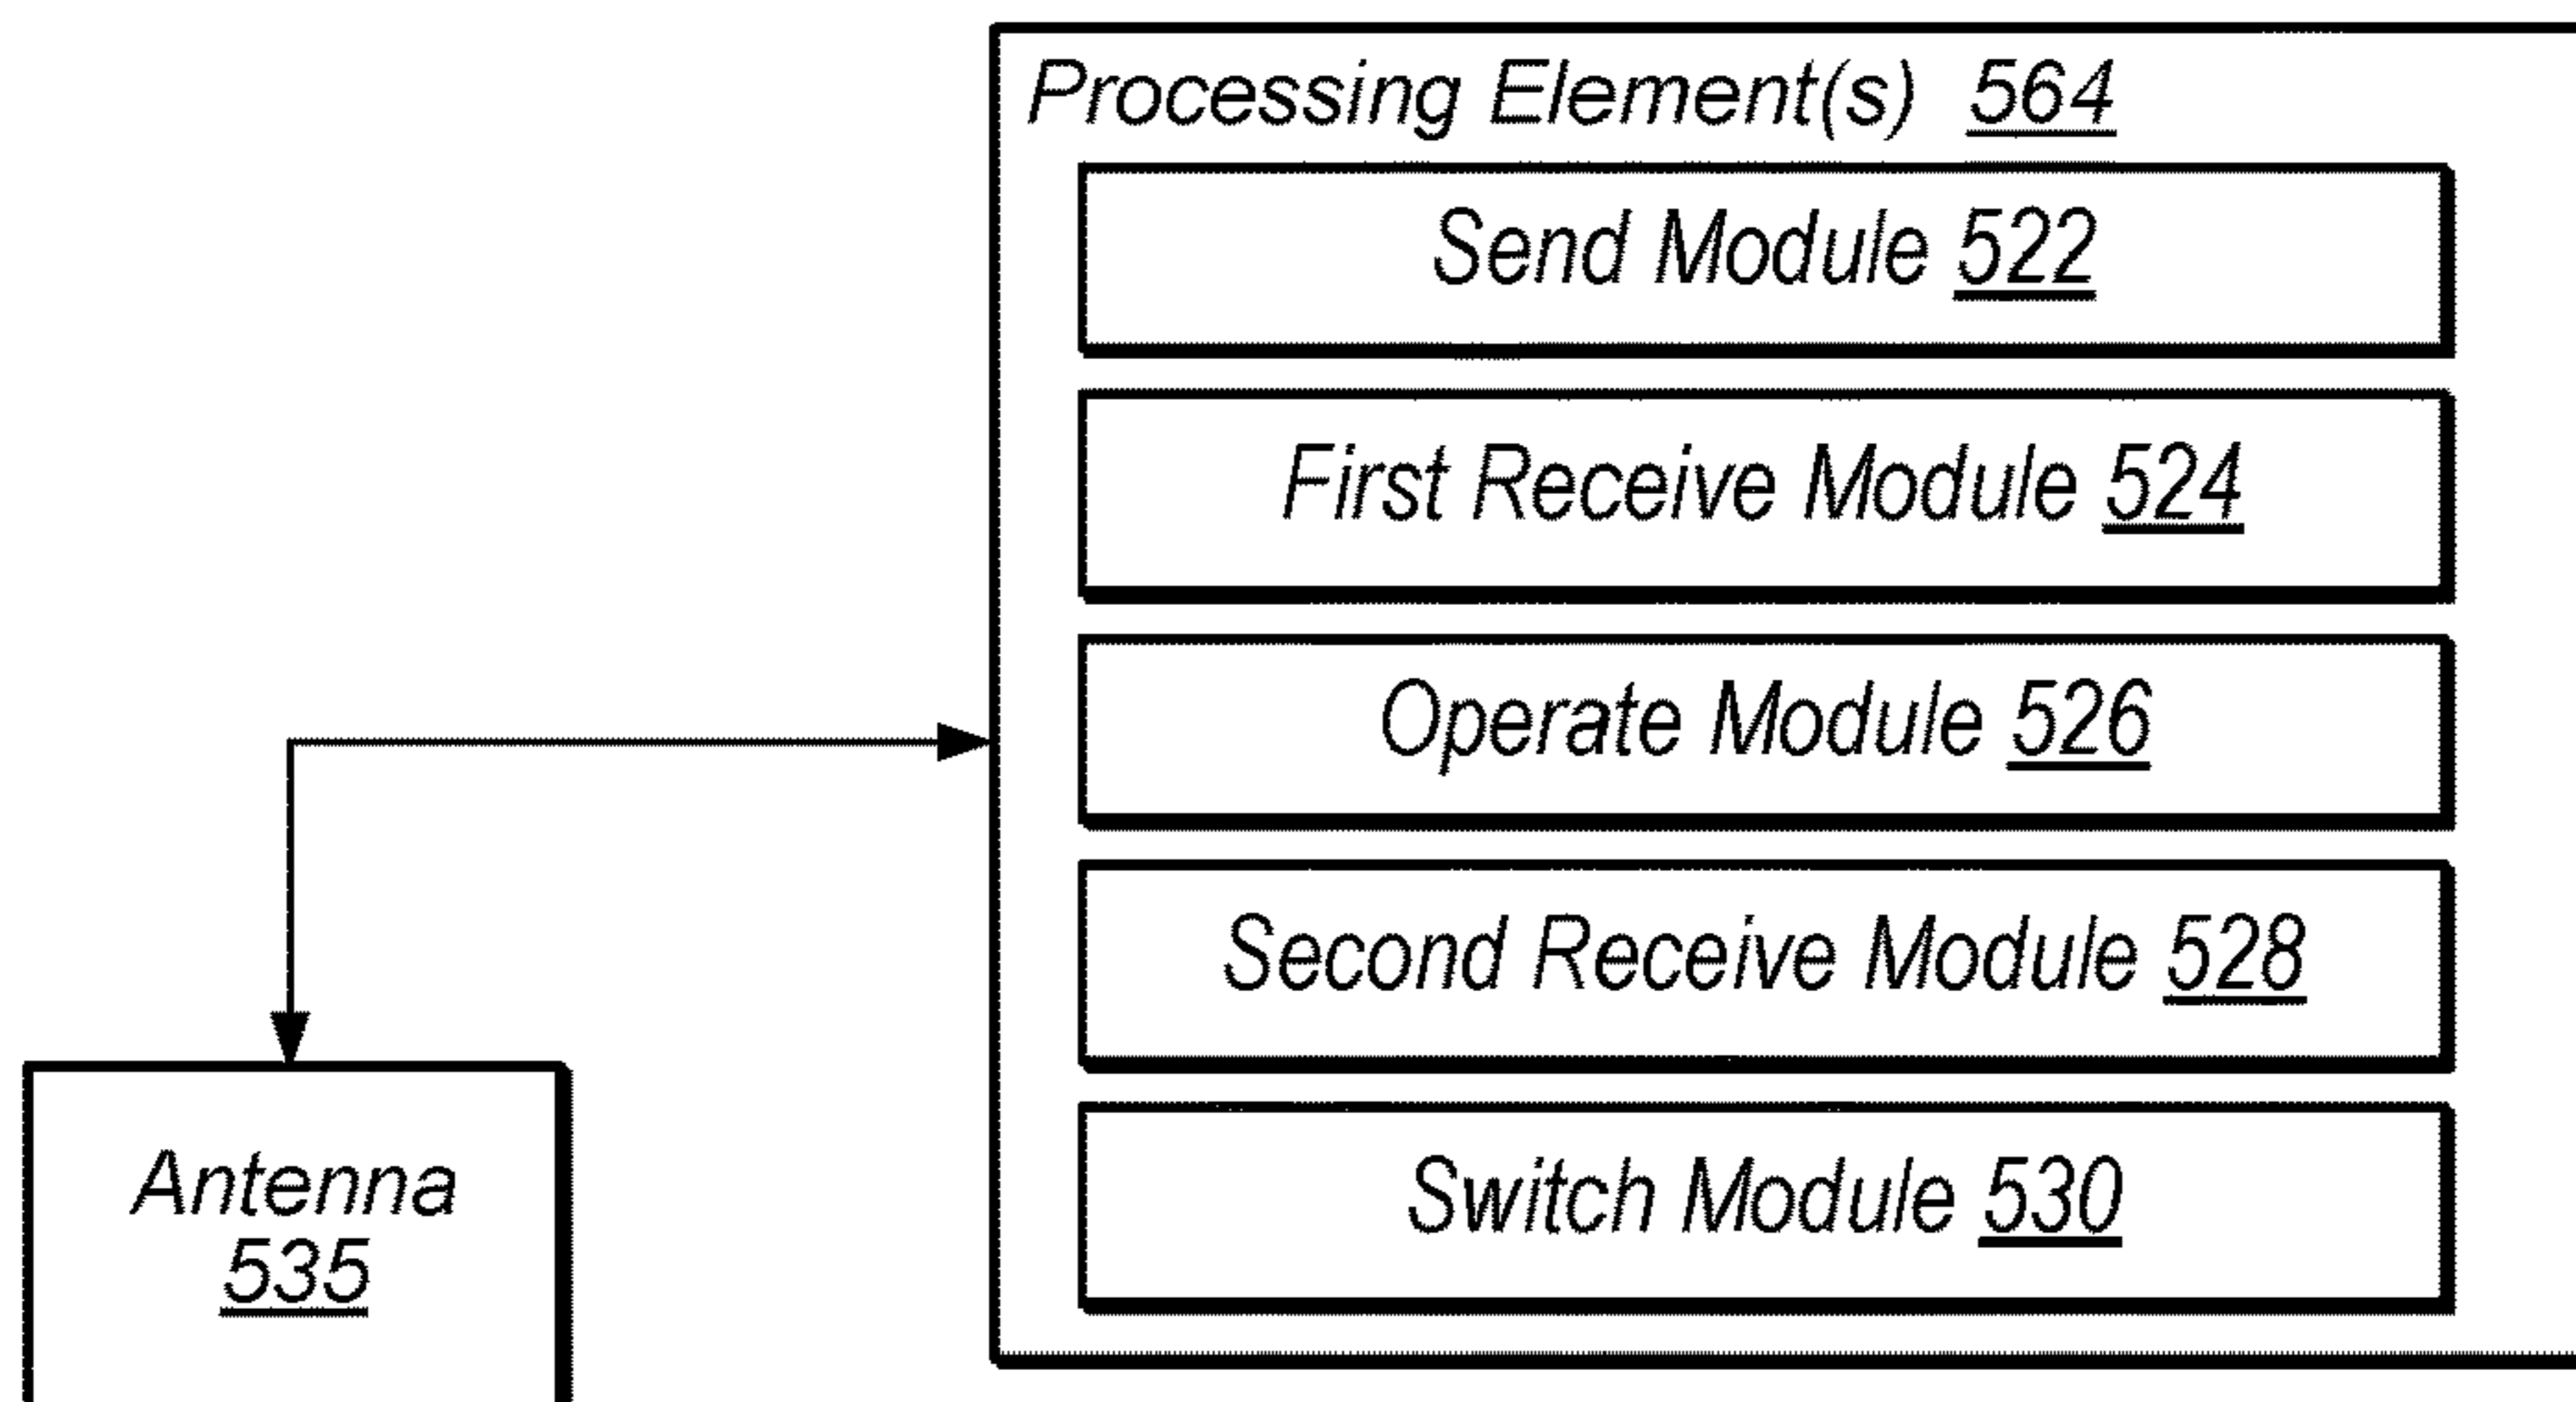 Processing Element(s) 564
Send Module 522
First Receive Module 524
Operate Module 526
Second Receive Module 528
Switch Module 530
Antenna
535